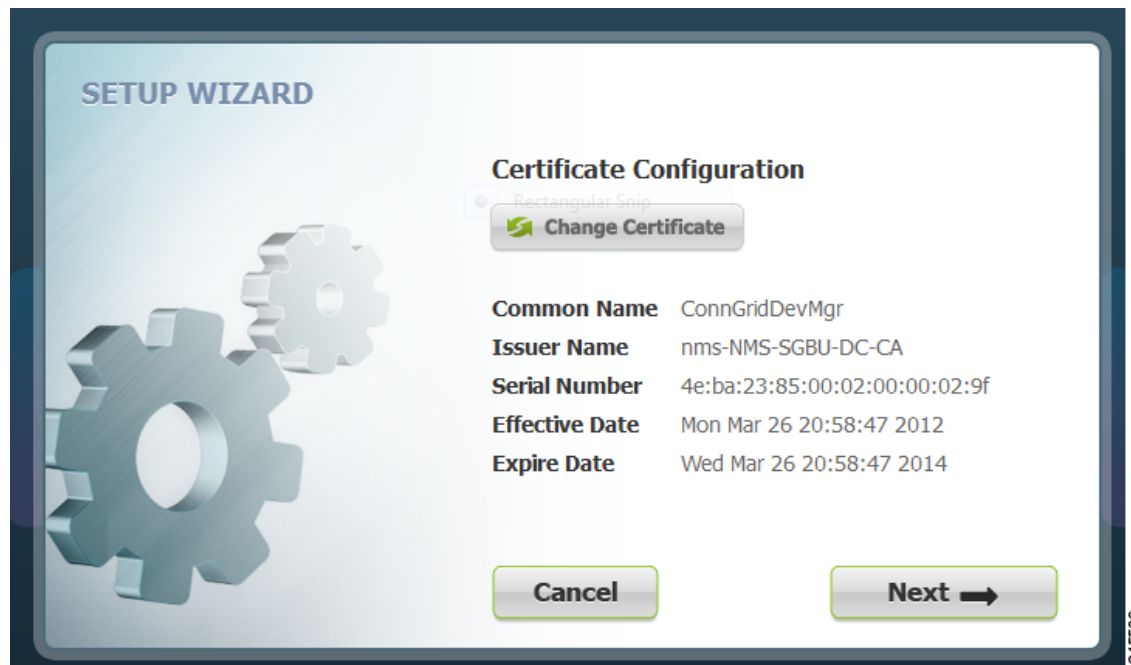 SETUP WIZARD
Certificate Configuration
Rectangular Snip
Change Certificate
Common Name ConnGridDevMgr
Issuer Name nms-NMS-SGBU-DC-CA
Serial Number 4e:ba:23:85:00:02:00:00:02:9f
Effective Date Mon Mar 26 20:58:47 2012
Expire Date Wed Mar 26 20:58:47 2014
Cancel
Next